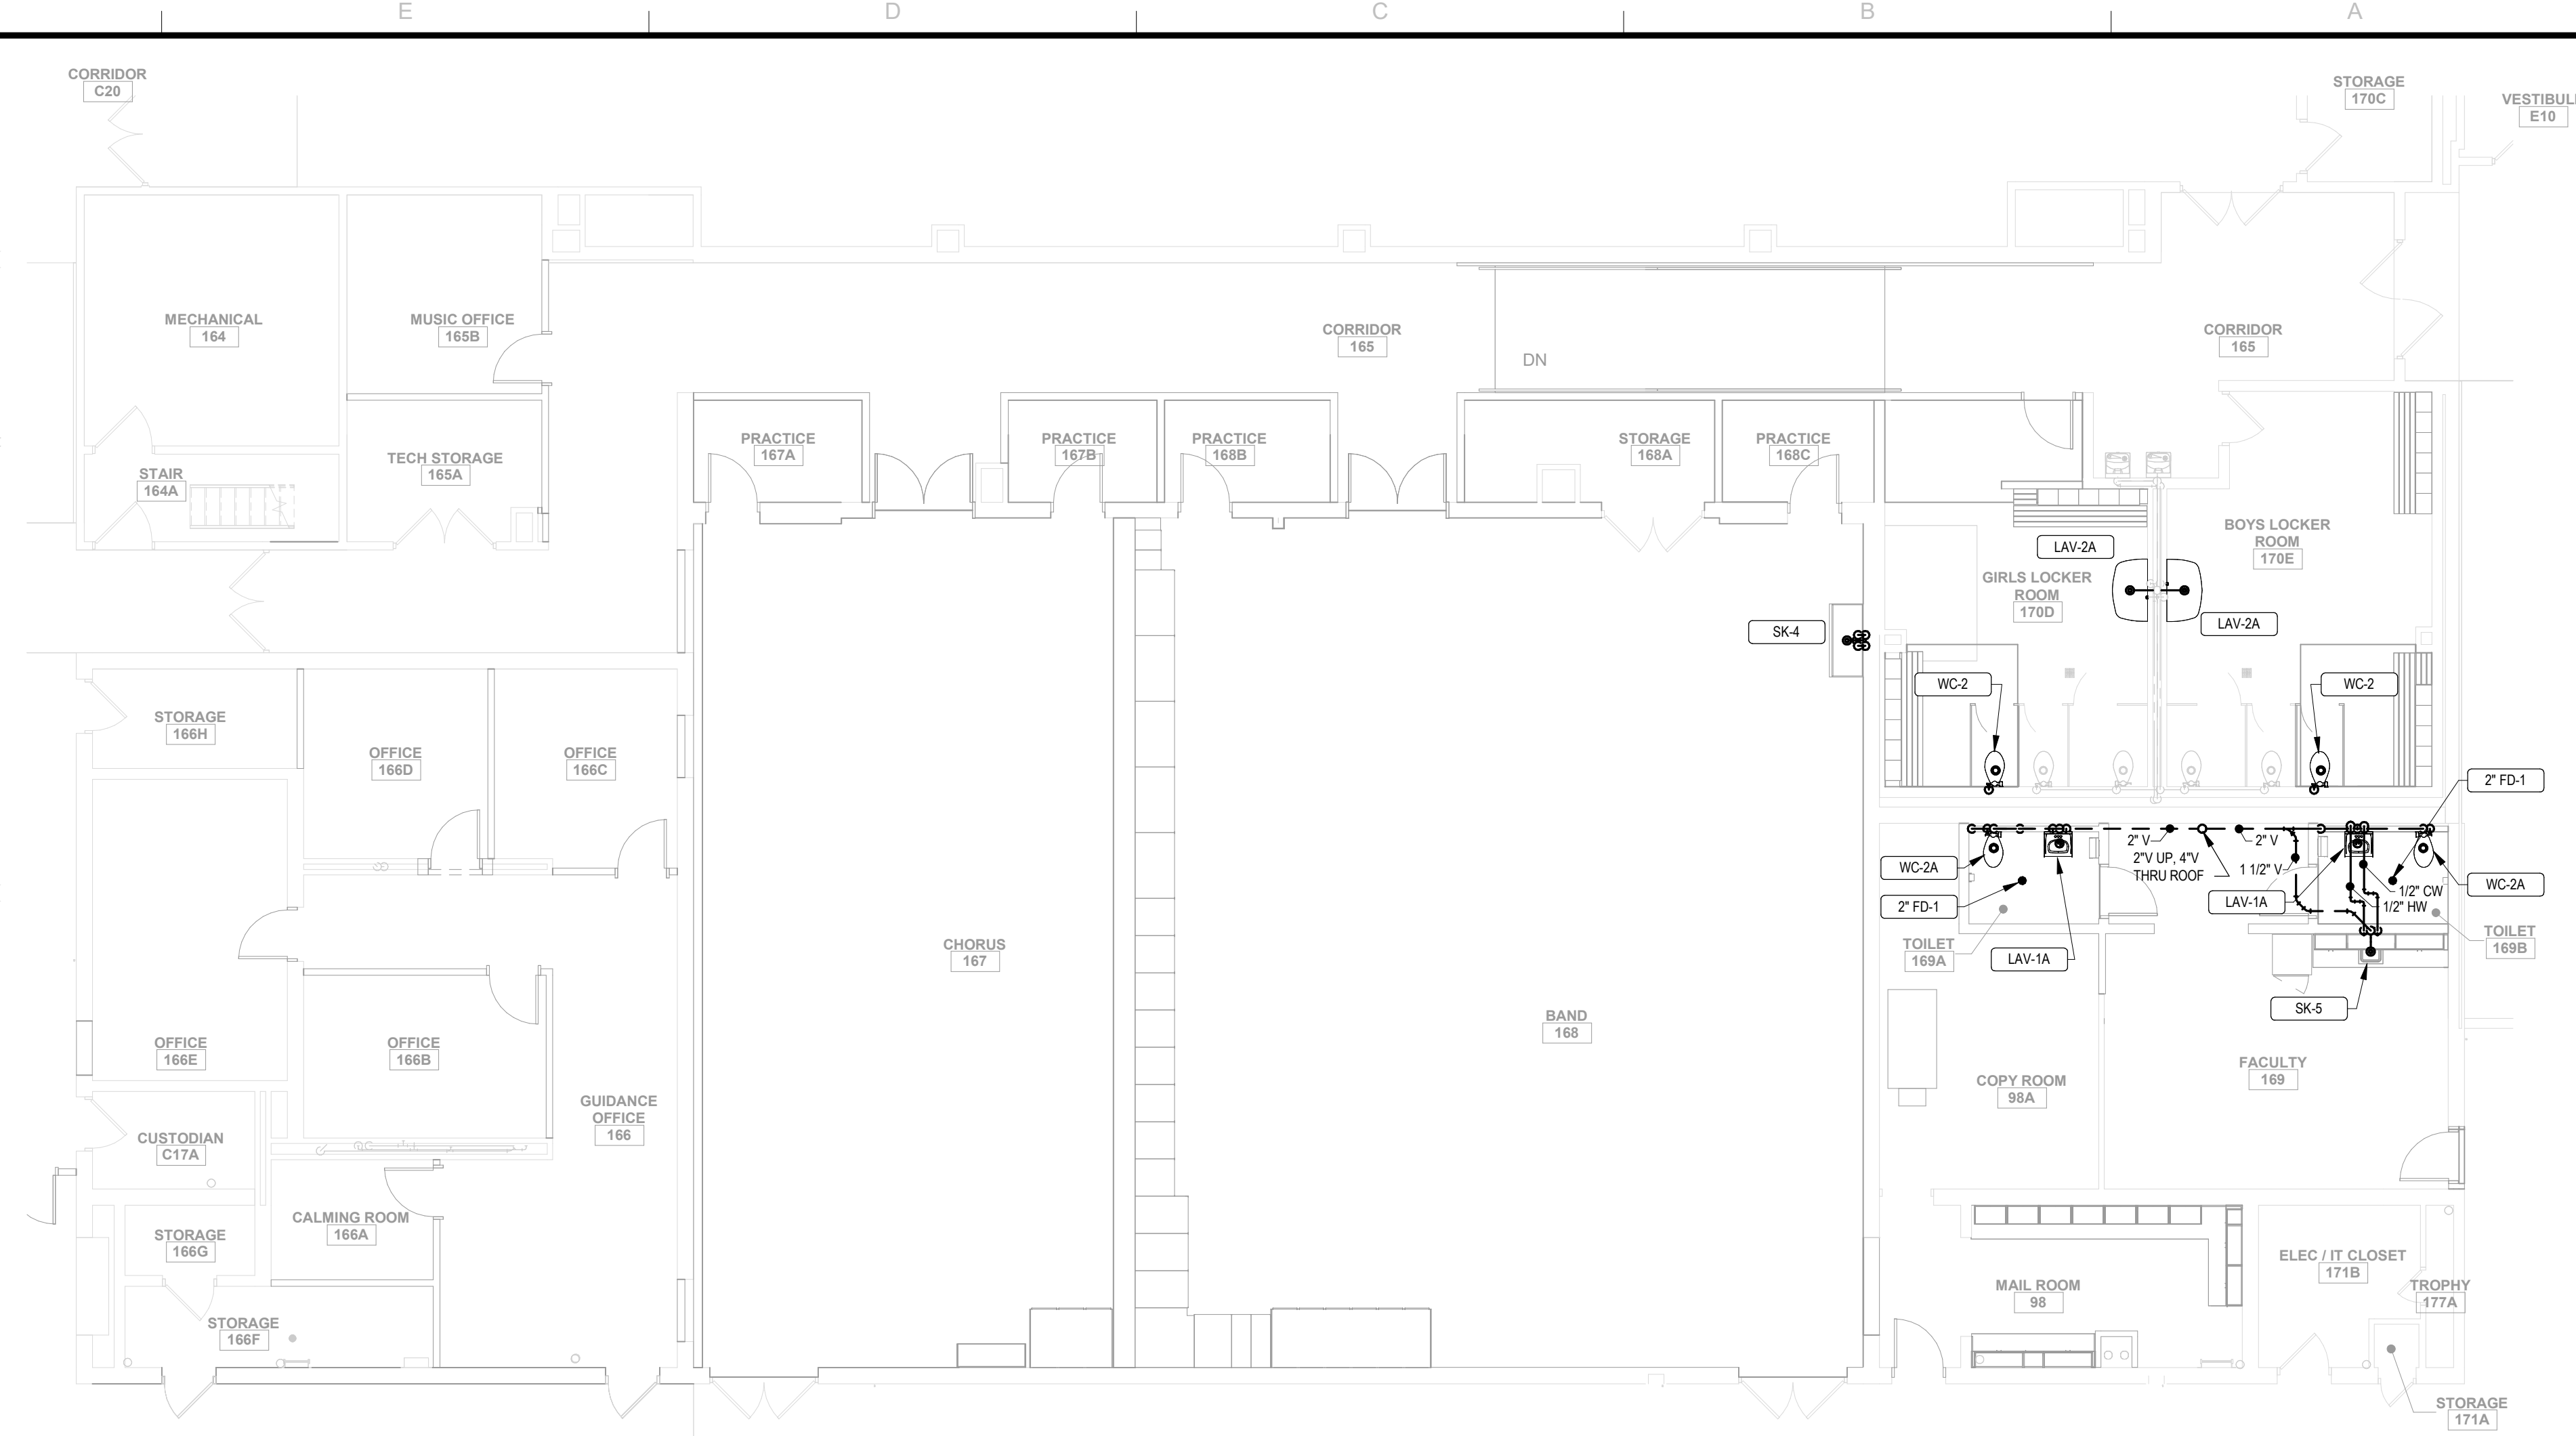 E
D
C
B
A
CORRIDOR
C20
STORAGE
170C
VESTIBUL
E10
MECHANICAL
164
MUSIC OFFICE
165B
CORRIDOR
165
DN
CORRIDOR
165
STAIR
164A
TECH STORAGE
165A
PRACTICE
167A
PRACTICE
167B
PRACTICE
168B
STORAGE
168A
PRACTICE
168C
BOYS LOCKER
ROOM
170E
LAV-2A
GIRLS LOCKER
ROOM
170D
LAV-2A
SK-4
WC-2
WC-2
STORAGE
166H
OFFICE
166D
OFFICE
166C
2" FD-1
2" V
2" V
2"V UP, 4"V
THRU ROOF
1 1/2" V
WC-2A
WC-2A
1/2" CW
1/2" HW
LAV-1A
2" FD-1
TOILET
169A
LAV-1A
TOILET
169B
CHORUS
167
SK-5
BAND
168
OFFICE
166E
OFFICE
166B
FACULTY
169
COPY ROOM
98A
GUIDANCE
OFFICE
166
CUSTODIAN
C17A
CALMING ROOM
166A
STORAGE
166G
ELEC / IT CLOSET
171B
MAIL ROOM
98
TROPHY
177A
STORAGE
166F
STORAGE
171A